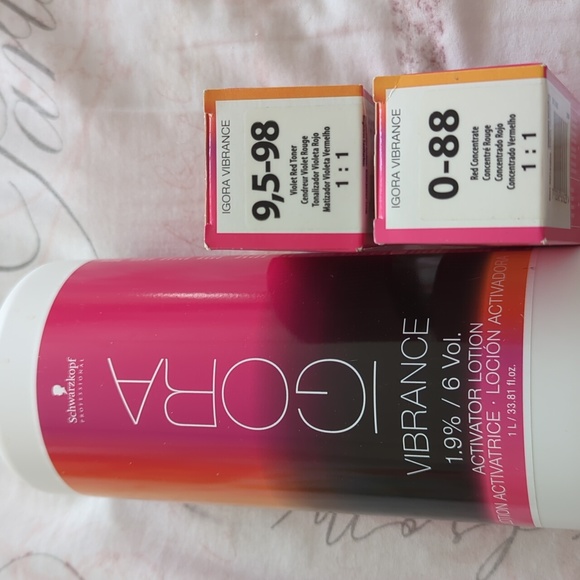 IGORA VIBRANCE
9,5-98
Violet Red Toner
Cendreur Violet Rouge
Tonalizador Violeta Rojo
Matizador Violeta Vermelho
1 : 1
IGORA VIBRANCE
0-88
Red Concentrate
Concentré Rouge
Concentrado Rojo
Concentrado Vermelho
1 : 1
Schwarzkopf
PROFESSIONAL
IGORA
VIBRANCE
1.9% / 6 Vol.
ACTIVATOR LOTION
LOTION ACTIVATRICE · LOCIÓN ACTIVADORA
1 L / 33.81 fl.oz.